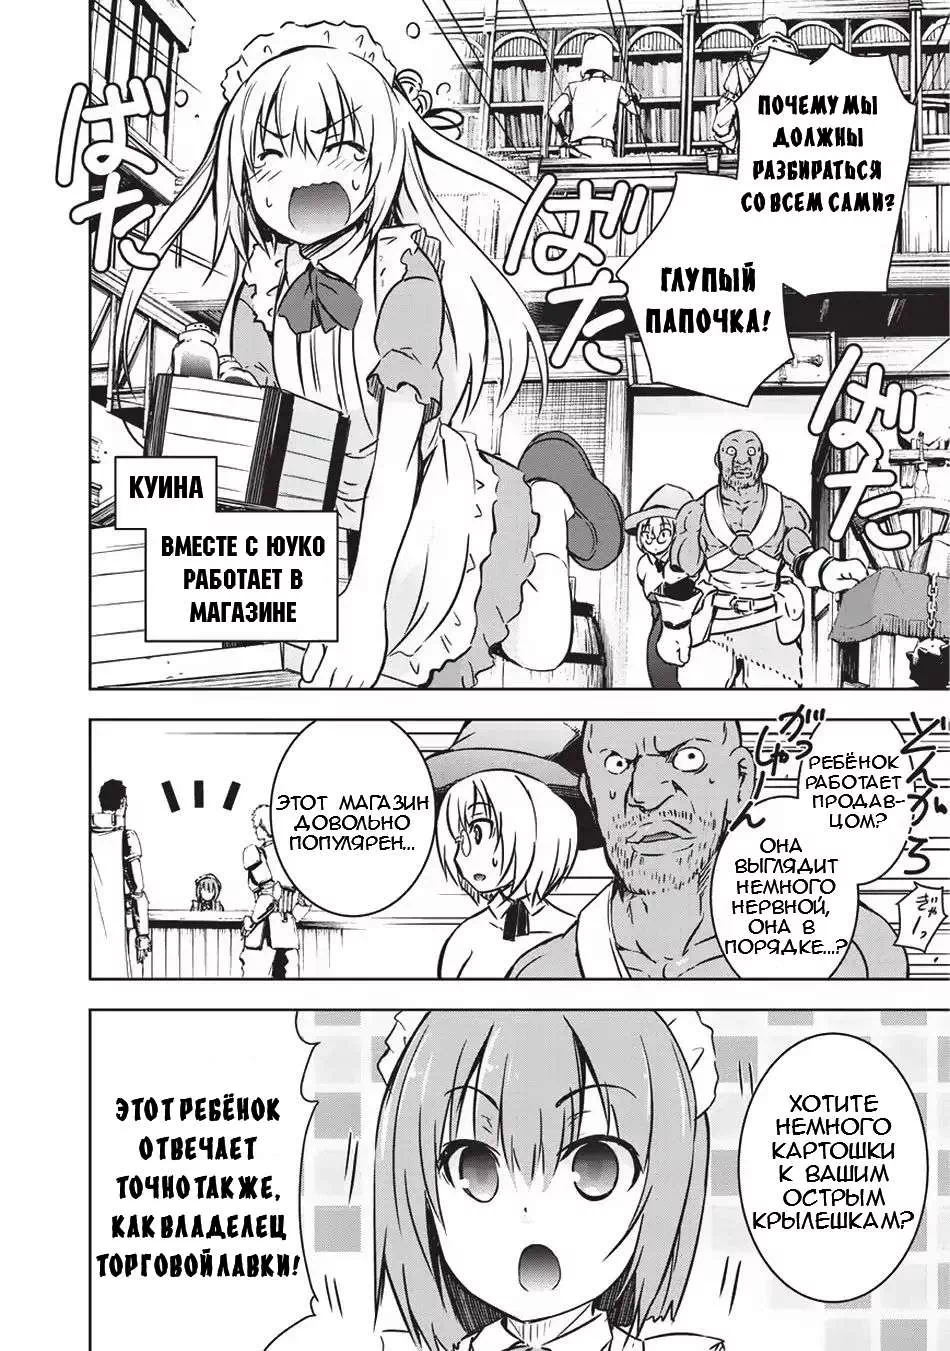 ПОЧЕМУ МЫ
ДОЛЖНЫ
РАЗБИРАТЬСЯ
СО ВСЕМ САМИ?
ГЛУПЫЙ
ПАПОЧКА!
ばた
ばた
ばた
КУИНА
ВМЕСТЕ С ЮУКО
РАБОТАЕТ В
МАГАЗИНЕ
РЕБЁНОК
РАБОТАЕТ
ПРОДАВ-
ЦОМ?
ОНА
ВЫГЛЯДИТ
НЕМНОГО
НЕРВНОЙ,
ОНА В
ПОРЯДКЕ...?
ЭТОТ МАГАЗИН
ДОВОЛЬНО
ПОПУЛЯРЕН...
ХОТИТЕ
НЕМНОГО
КАРТОШКИ
К ВАШИМ
ОСТРЫМ
КРЫЛЕШКАМ?
ЭТОТ РЕБЁНОК
ОТВЕЧАЕТ
ТОЧНО ТАК ЖЕ,
КАК ВЛАДЕЛЕЦ
ТОРГОВОЙ ЛАВКИ!